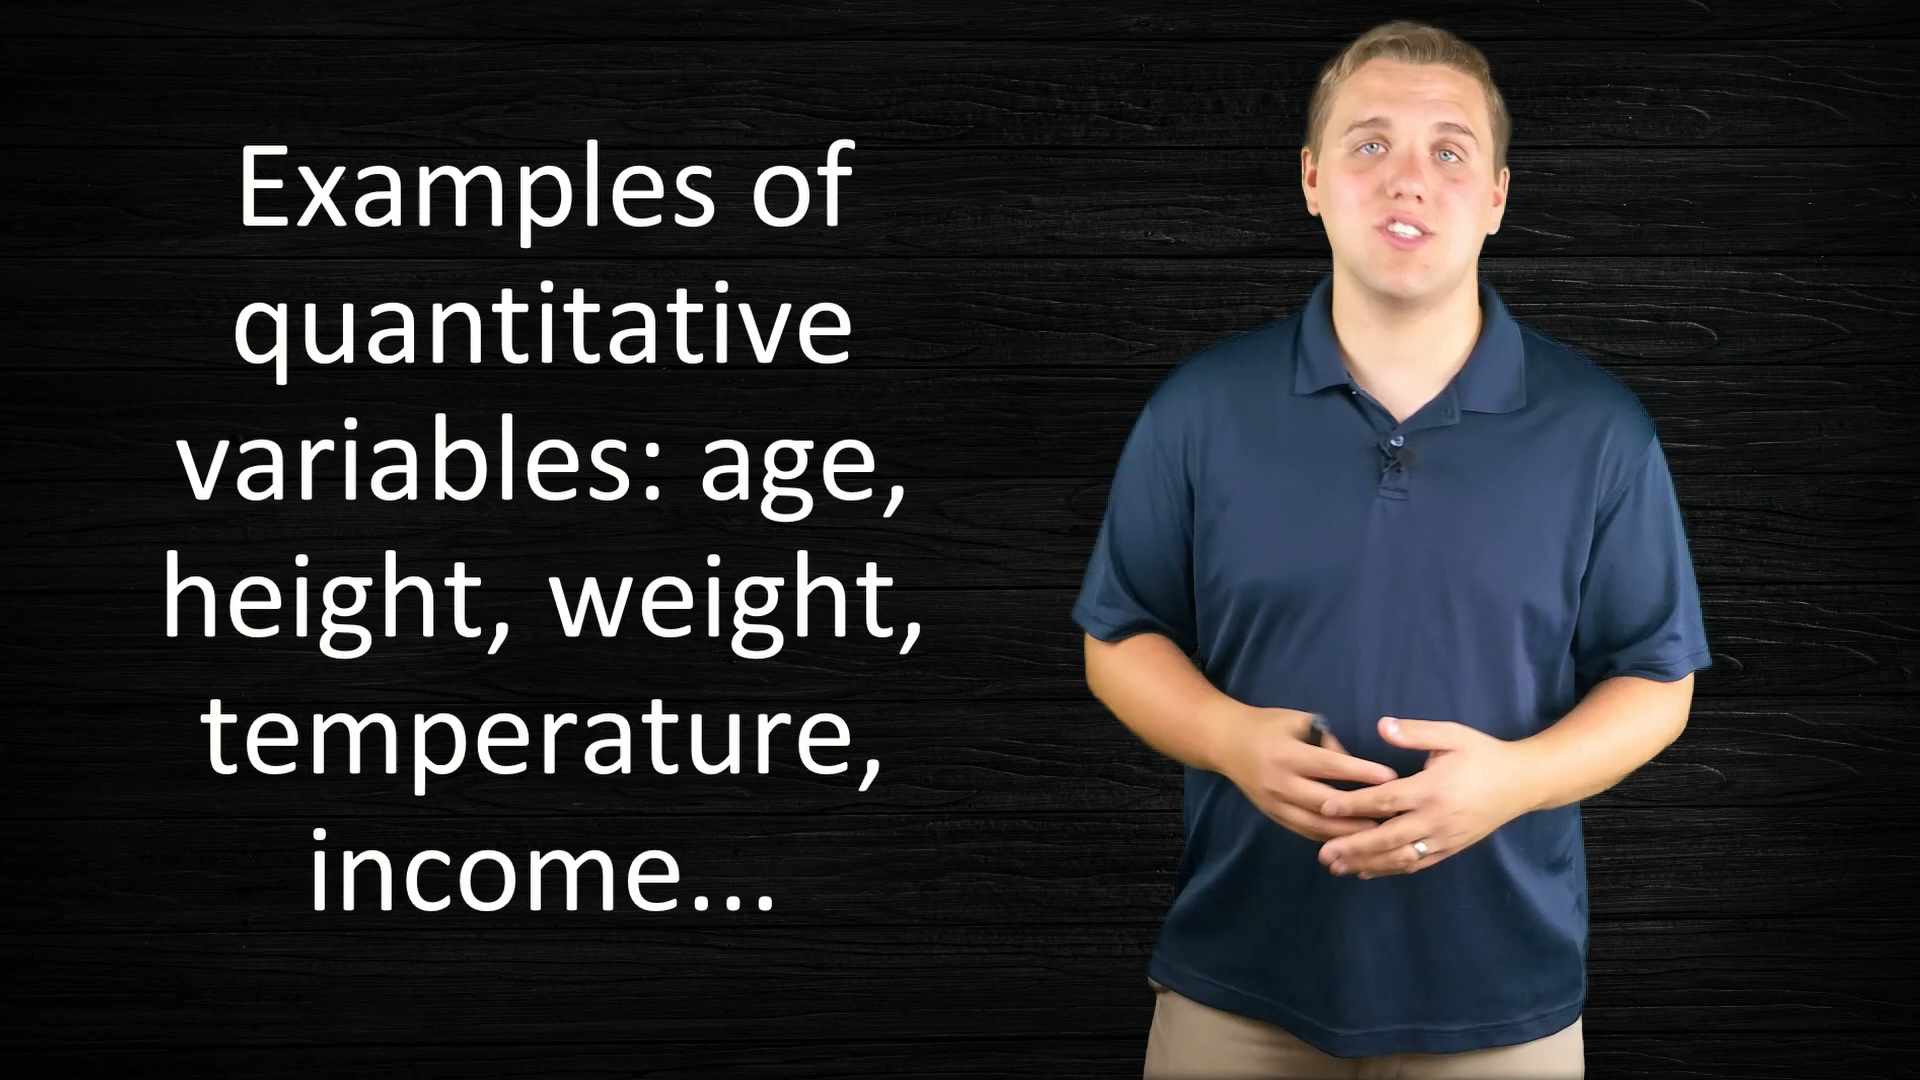 Examples of
quantitative
variables: age,
height, weight,
temperature,
income...